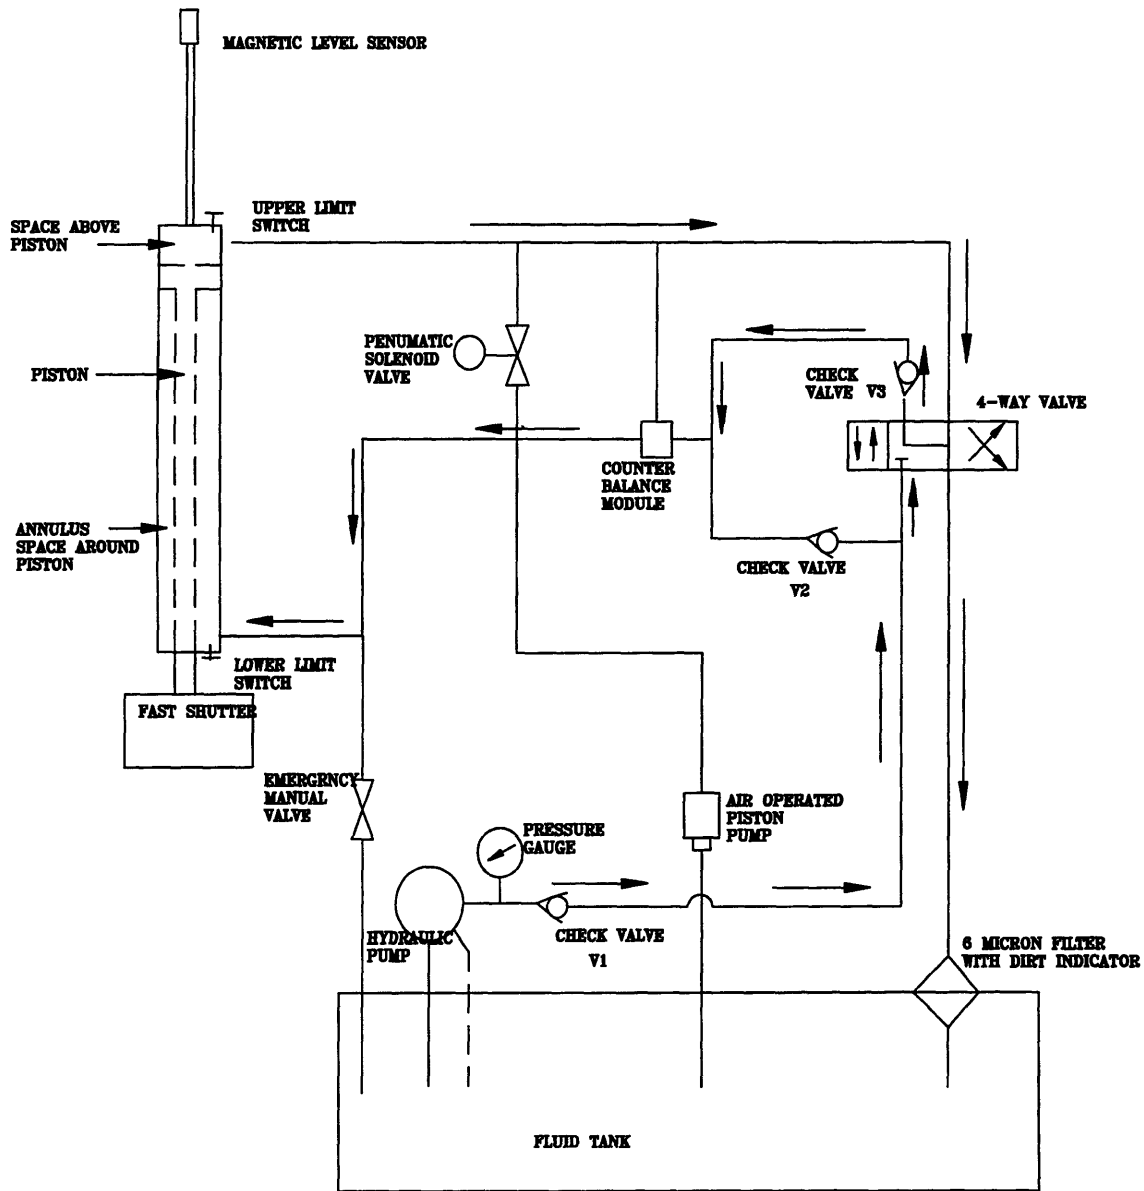 MAGNETIC LEVEL SENSOR
SPACE ABOVE
PISTON
UPPER LIMIT
SWITCH
PENUMATIC
SOLENOID
VALVE
PISTON
CHECK
VALVE V3
4-WAY VALVE
COUNTER
BALANCE
MODULE
ANNULUS
SPACE AROUND
PISTON
CHECK VALVE
V2
LOWER LIMIT
SWITCH
FAST SHUTTER
EMERGRNCY
MANUAL
VALVE
PRESSURE
GAUGE
AIR OPERATED
PISTON
PUMP
HYDRAULIC
PUMP
CHECK VALVE
V1
6 MICRON FILTER
WITH DIRT INDICATOR
FLUID TANK